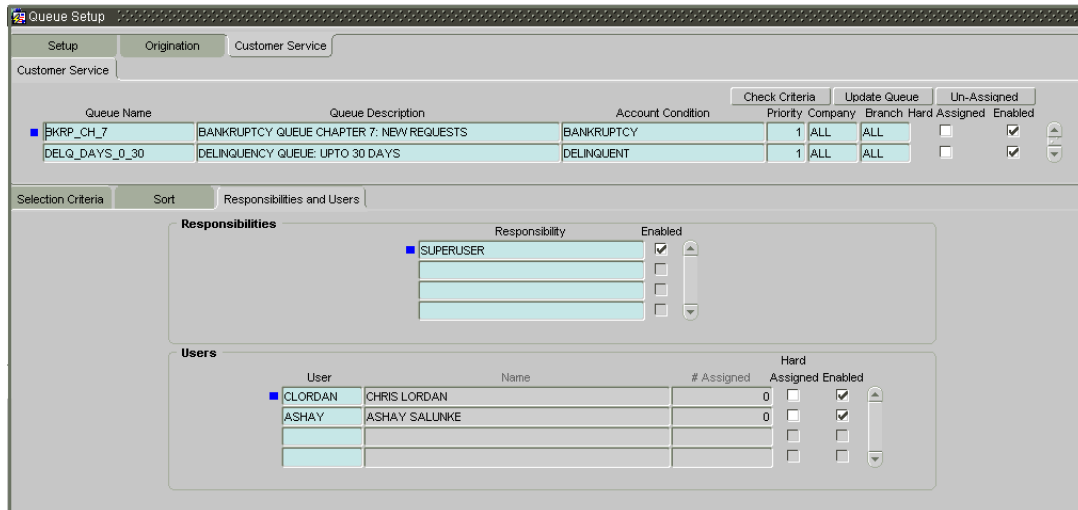 Queue Setup
Setup Origination Customer Service
Customer Service
Check Criteria Update Queue Un-Assigned
Queue Name Queue Description Account Condition Priority Company Branch Hard Assigned Enabled
BKRP_CH_7 BANKRUPTCY QUEUE CHAPTER 7: NEW REQUESTS BANKRUPTCY 1 ALL ALL
DELQ_DAYS_0_30 DELINQUENCY QUEUE: UPTO 30 DAYS DELINQUENT 1 ALL ALL
Selection Criteria Sort Responsibilities and Users
Responsibilities
Responsibility Enabled
SUPERUSER
Users
Hard
User Name # Assigned Assigned Enabled
CLORDAN CHRIS LORDAN 0
ASHAY ASHAY SALUNKE 0